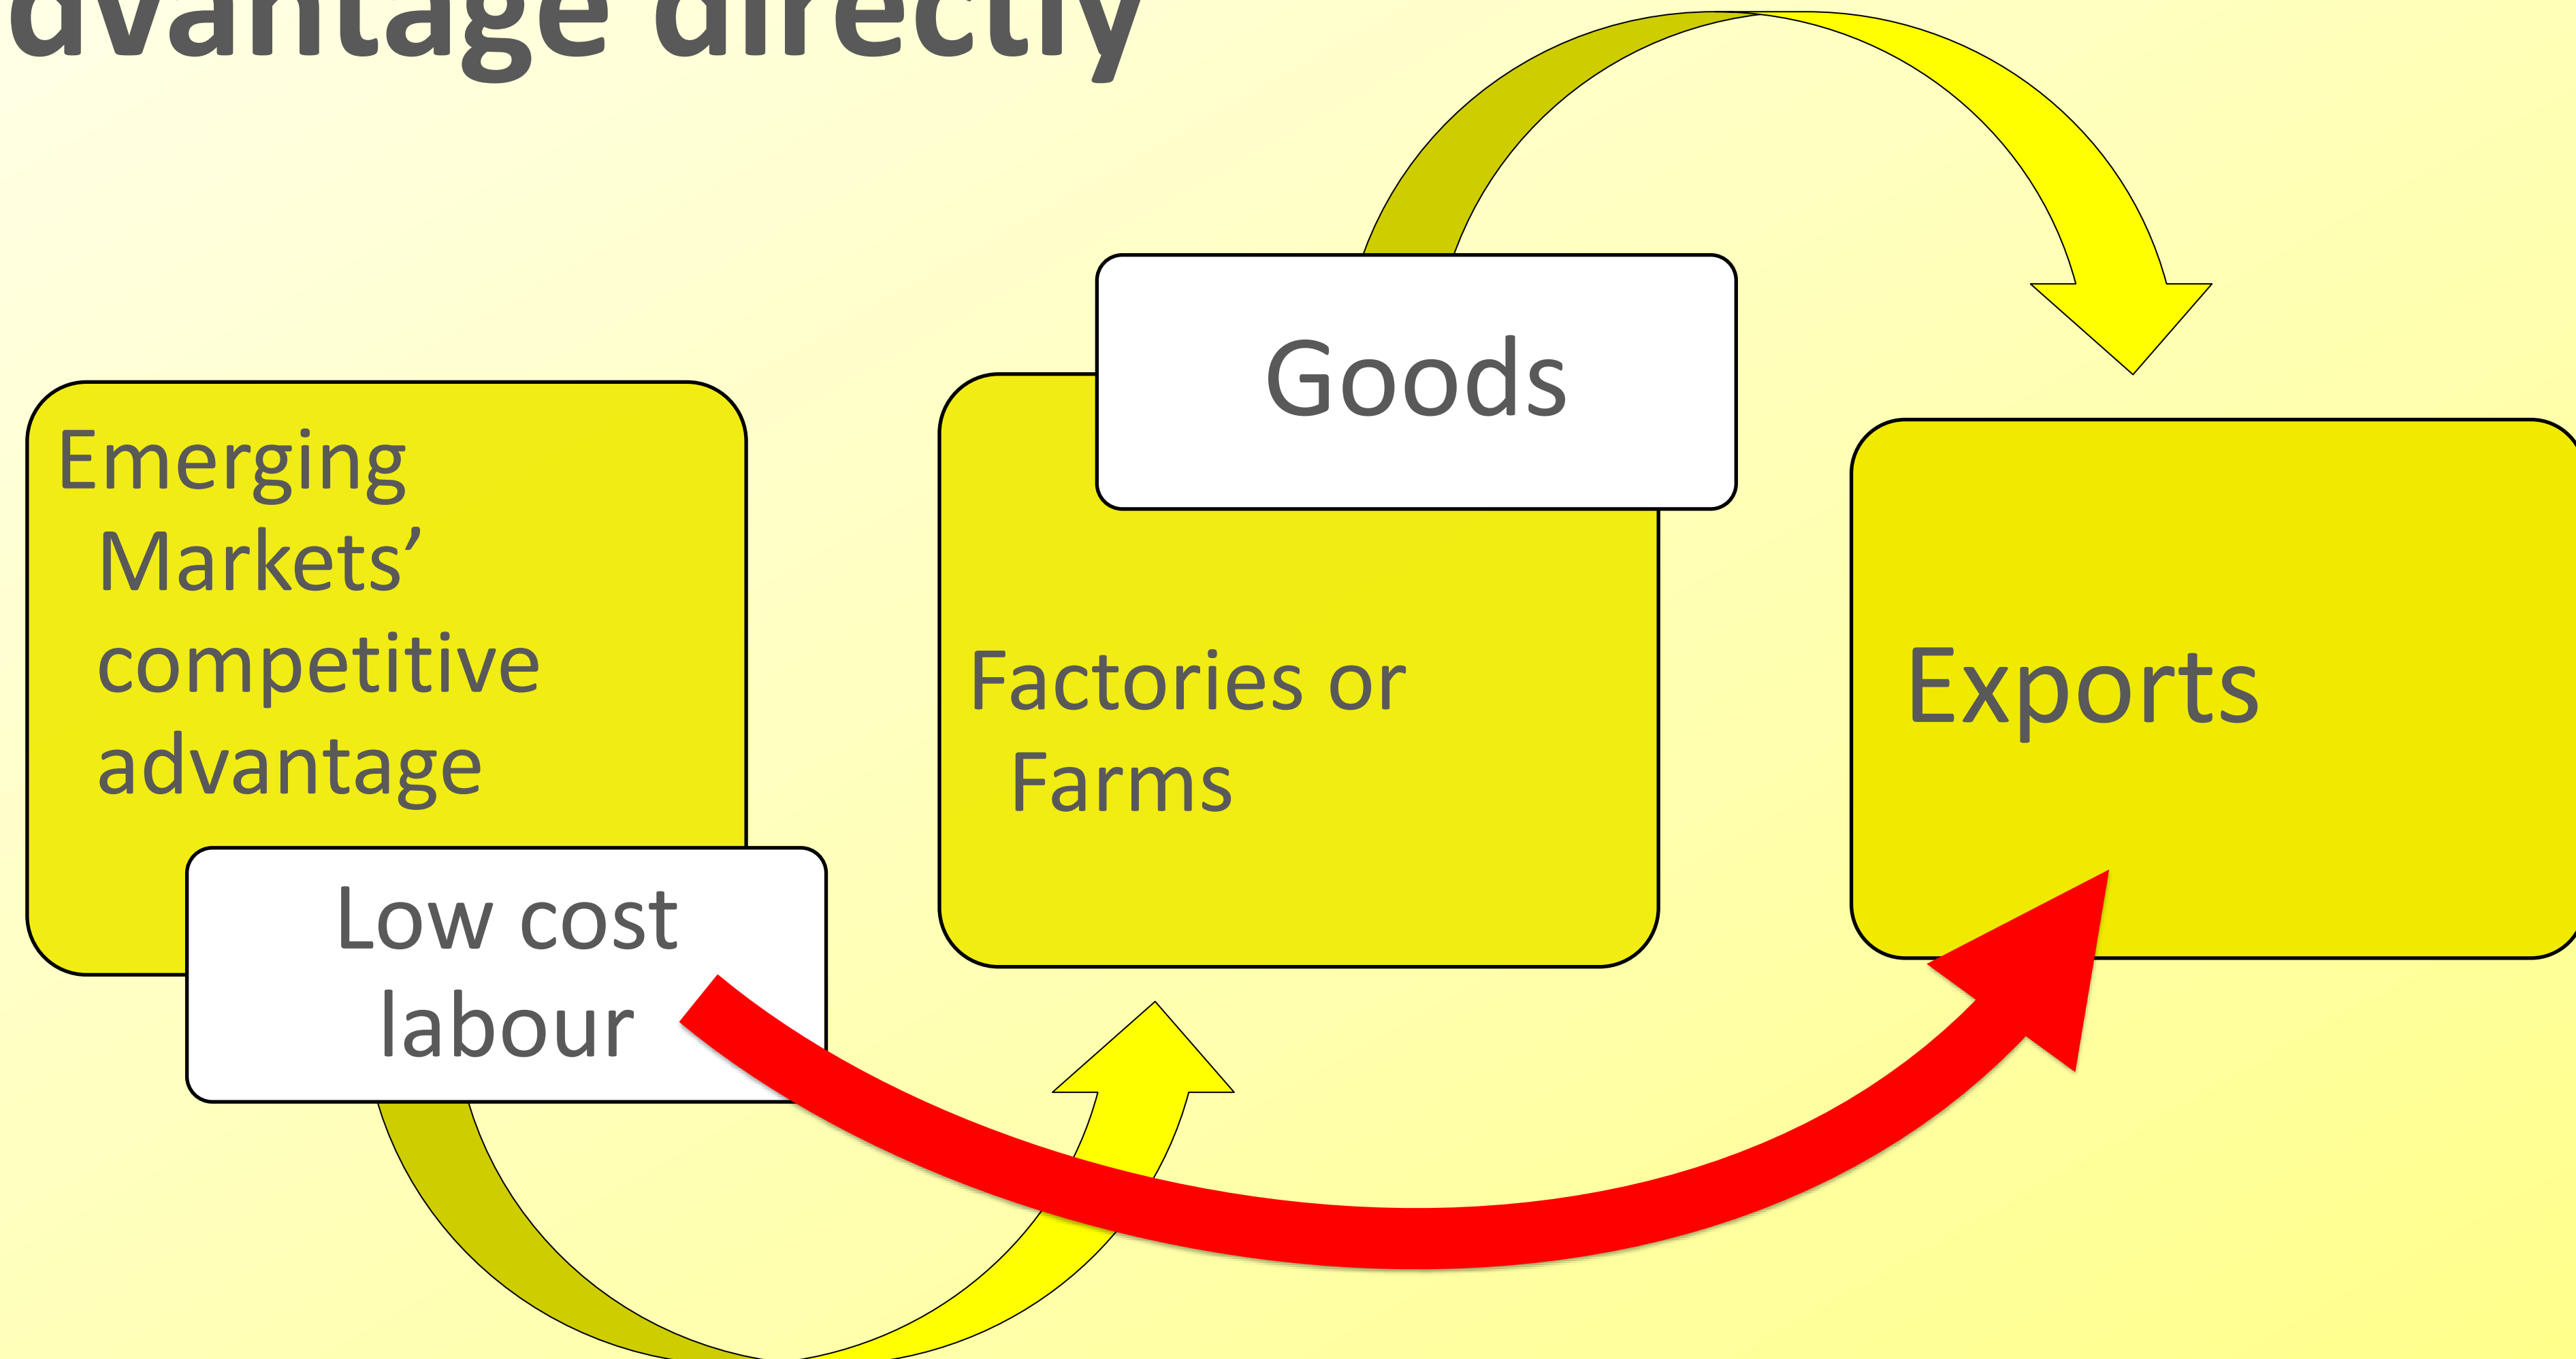 dvantage directly
Goods
Emerging
Markets’
competitive
advantage
Factories or
Farms
Exports
Low cost
labour